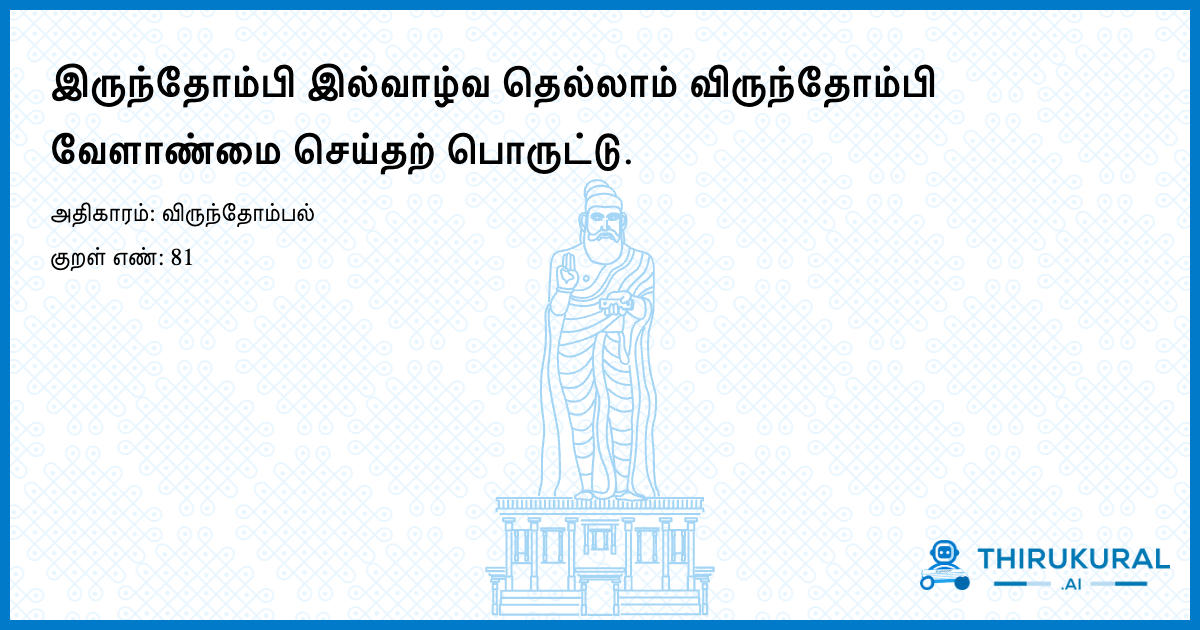 இருந்தோம்பி இல்வாழ்வ தெல்லாம் விருந்தோம்பி
வேளாண்மை செய்தற் பொருட்டு.
அதிகாரம்: விருந்தோம்பல்
குறள் எண்: 81
THIRUKURAL
.AI